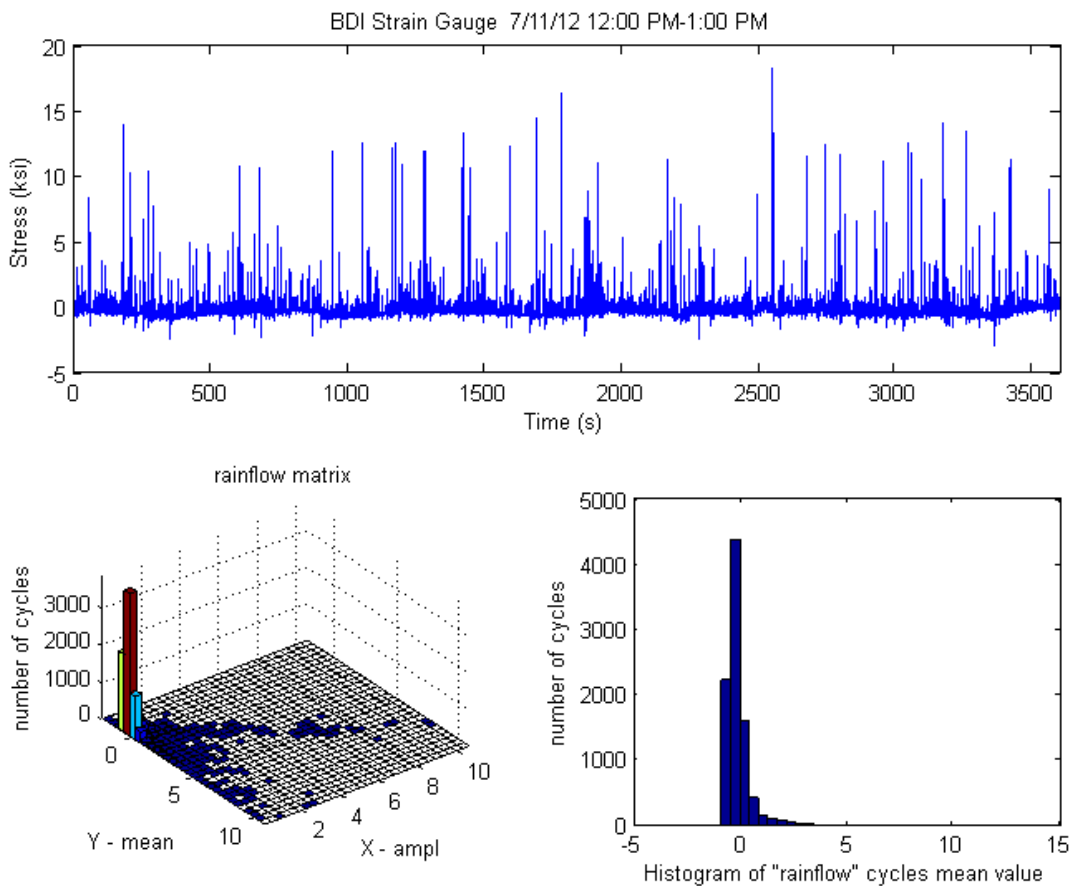 BDI Strain Gauge 7/11/12 12:00 PM-1:00 PM
20
15
10
5
0
-5
Stress (ksi)
0 500 1000 1500 2000 2500 3000 3500
Time (s)
rainflow matrix
3000
2000
1000
0
number of cycles
0
5
10
Y - mean
2
4
6
8
10
X - ampl
5000
4000
3000
2000
1000
0
number of cycles
-5 0 5 10 15
Histogram of "rainflow" cycles mean value